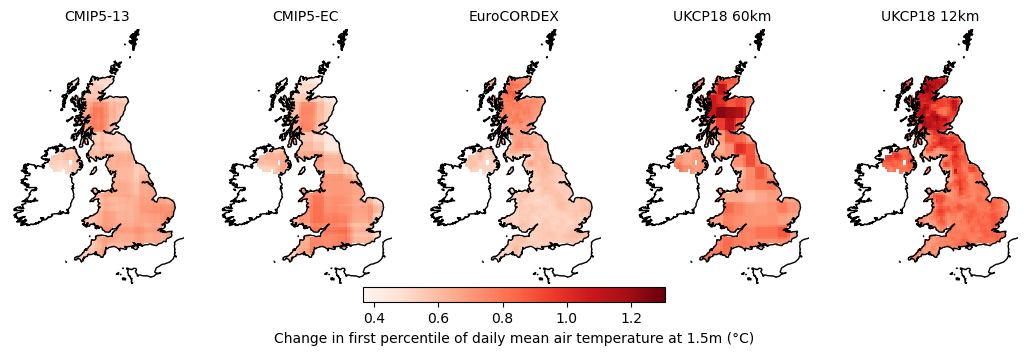 CMIP5-13 CMIP5-EC EuroCORDEX UKCP18 60km UKCP18 12km
0.4 0.6 0.8 1.0 1.2
Change in first percentile of daily mean air temperature at 1.5m (°C)